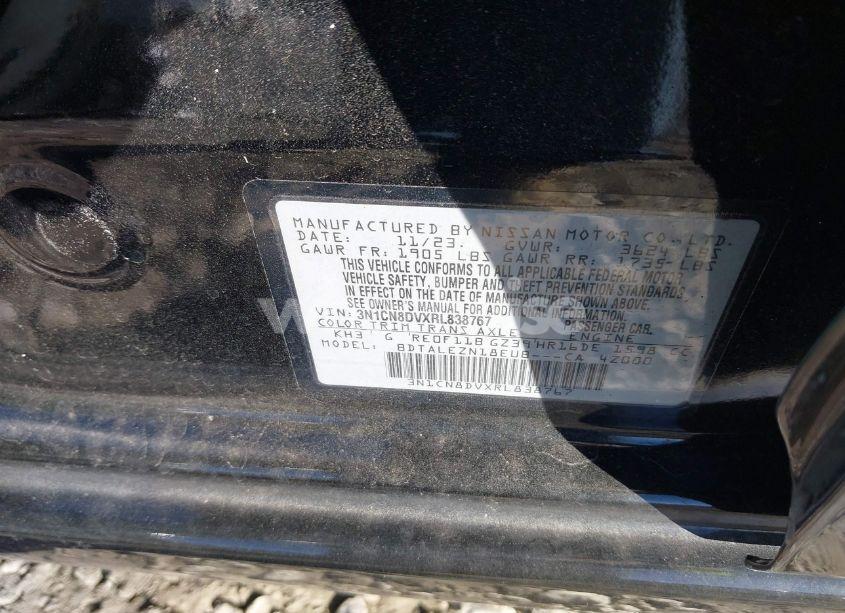 MANUFACTURED BY NISSAN MOTOR CO., LTD.
DATE: 11/23. GVWR: 3624 LBS
GAWR FR: 1905 LBS GAWR RR: 1739 LBS
THIS VEHICLE CONFORMS TO ALL APPLICABLE FEDERAL MOTOR
VEHICLE SAFETY, BUMPER AND THEFT PREVENTION STANDARDS
IN EFFECT ON THE DATE OF MANUFACTURE SHOWN ABOVE.
SEE OWNER'S MANUAL FOR ADDITIONAL INFORMATION.
VIN: 3N1CN8DVXRL838767 PASSENGER CAR.
COLOR TRIM TRANS AXLE ENGINE
KH3 G RE0F11B GZ39 HR16DE 1598 CC
MODEL: BDTALEZN18EUB---CA 42000
3N1CN8DVXRL838767